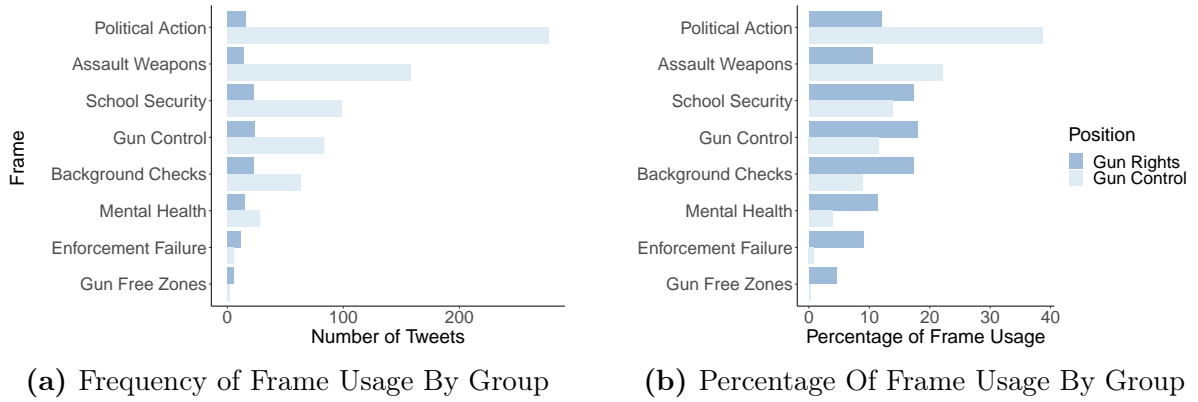 Frame
Political Action
Assault Weapons
School Security
Gun Control
Background Checks
Mental Health
Enforcement Failure
Gun Free Zones
0 100 200
Number of Tweets
(a) Frequency of Frame Usage By Group
Political Action
Assault Weapons
School Security
Gun Control
Background Checks
Mental Health
Enforcement Failure
Gun Free Zones
0 10 20 30 40
Percentage of Frame Usage
Position
Gun Rights
Gun Control
(b) Percentage Of Frame Usage By Group